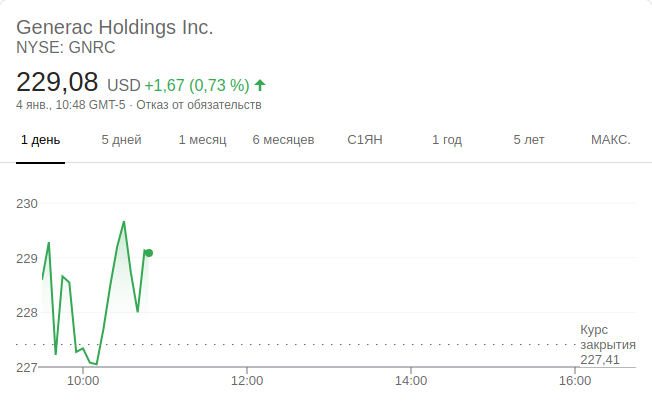 Generac Holdings Inc.
NYSE: GNRC
229,08 USD +1,67 (0,73 %)
4 янв., 10:48 GMT-5 · Отказ от обязательств
1 день 5 дней 1 месяц 6 месяцев С1ЯН 1 год 5 лет МАКС.
230
229
228
Курс
закрытия
227,41
227
10:00 12:00 14:00 16:00